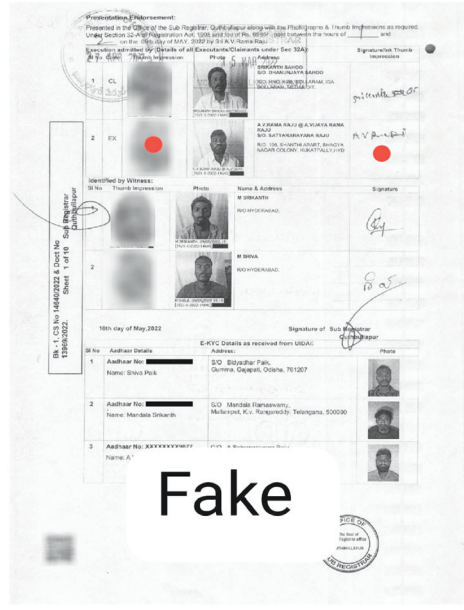 Presentation Endorsement:
Presented in the Office of the Sub Registrar, Quthbullapur along with the Photographs & Thumb Impressions as required
Under Section 32-A of Registration Act, 1908 and fee of Rs. paid between the hours of ____ and
____ on the 16th day of MAY, 2022 by Sri A.V.Rama Raju
Execution admitted by (Details of all Executants/Claimants under Sec 32A):
Sl No Code Thumb Impression Photo Address Signature/Ink Thumb Impression
1 CL SRIKANTH SAHOO
S/O. DHANUNJAYA SAHOO
2 EX A.V.RAMA RAJU @ A.VIJAYA RAMA RAJU
S/O. SATYANARAYANA RAJU
R/O. 106, SHANTHI APART, BHAGYA NAGAR COLONY, KUKATPALLY,HYD
Identified by Witness:
Sl No Thumb Impression Photo Name & Address Signature
M SRIKANTH
R/O HYDERABAD,
2 M SHIVA
R/O HYDERABAD,
16th day of May,2022 Signature of Sub Registrar
Quthbullapur
Bk - 1, CS No 14640/2022 & Doct No
13969/2022. Sheet 1 of 10 Sub Registrar
Quthbullapur
E-KYC Details as received from UIDAI:
Sl No Aadhaar Details Address: Photo
1 Aadhaar No:
Name: Shiva Paik
S/O Bidyadhar Paik,
Gumma, Gajapati, Odisha, 761207
2 Aadhaar No:
Name: Mandala Srikanth
S/O Mandala Ramaswamy,
Mallampet, K.v. Rangareddy, Telangana, 500090
3 Aadhaar No:
Name: A
Fake